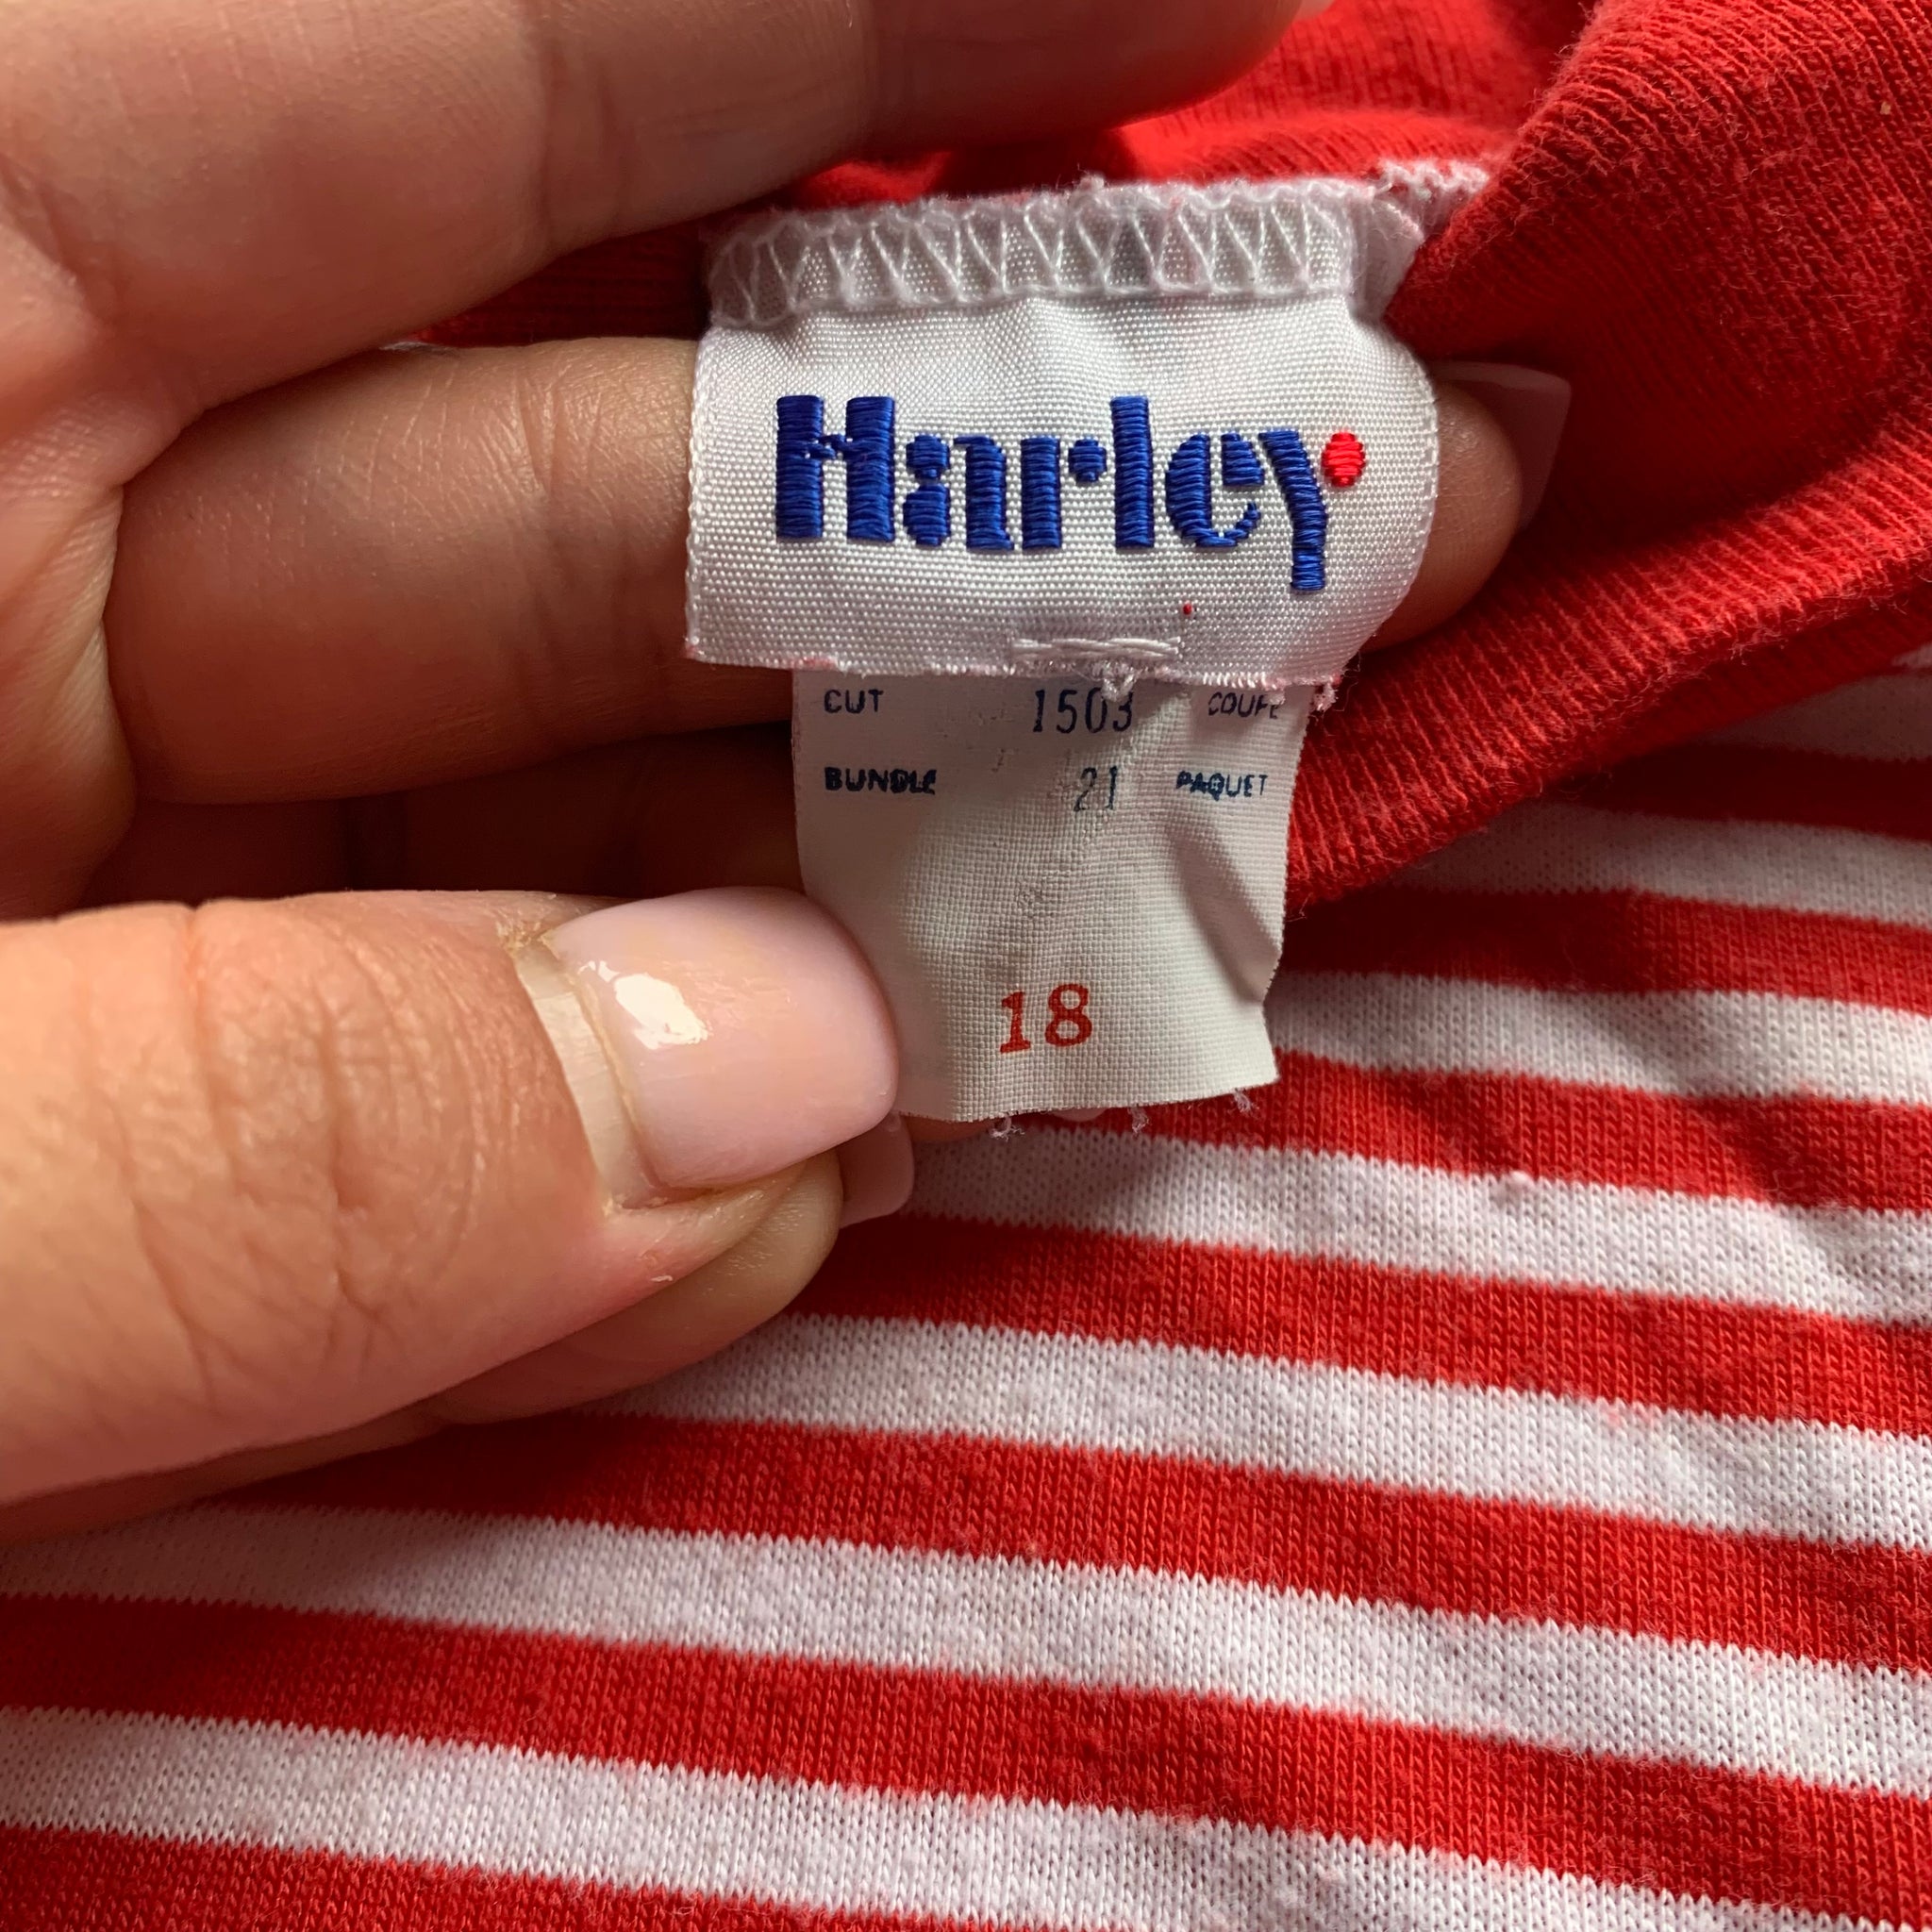 Harley
CUT 1503 COUPE
BUNDLE 21 PAQUET
18